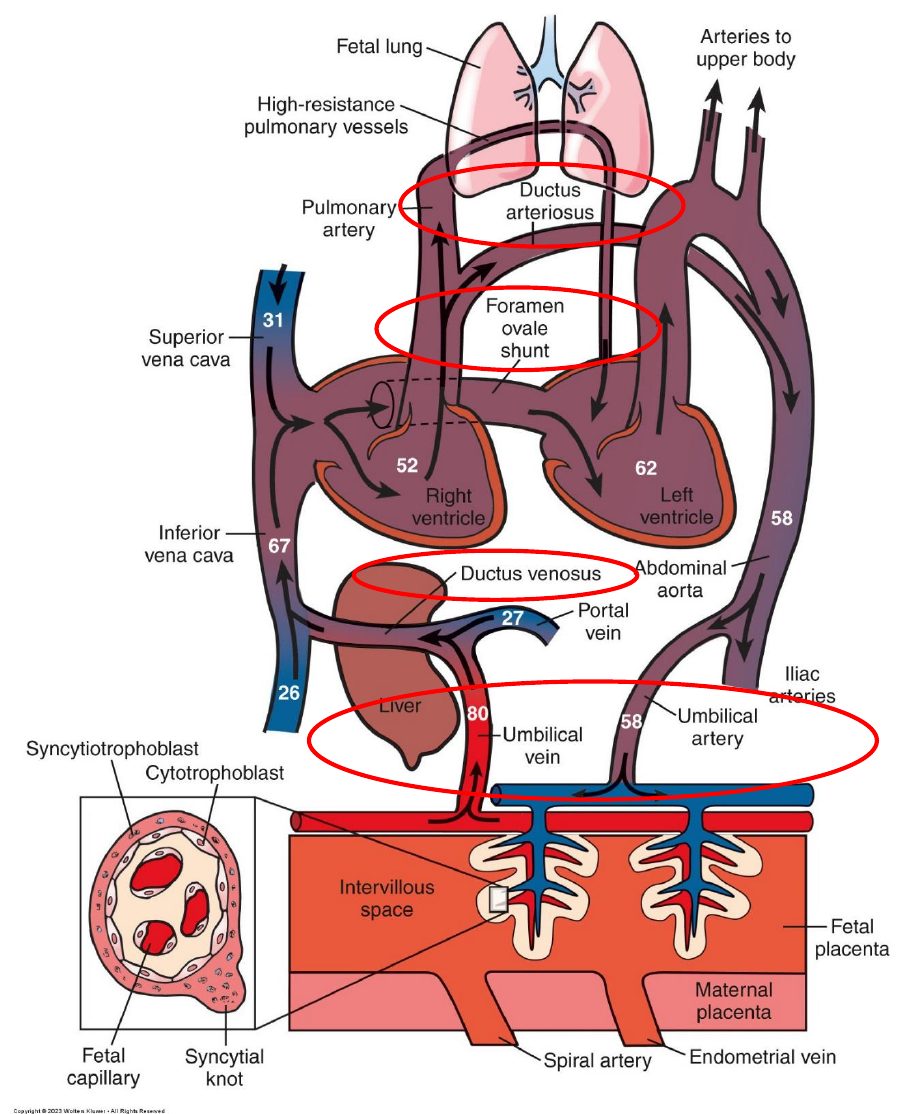 Fetal lung
Arteries to
upper body
High-resistance
pulmonary vessels
Ductus
arteriosus
Pulmonary
artery
Foramen
ovale
shunt
31
Superior
vena cava
52
62
Right
ventricle
Left
ventricle
58
Inferior
vena cava
67
Ductus venosus
Abdominal
aorta
27
Portal
vein
26
Iliac
arteries
Liver
80
58
Umbilical
artery
Umbilical
vein
Syncytiotrophoblast
Cytotrophoblast
Intervillous
space
Fetal
placenta
Maternal
placenta
Fetal
capillary
Syncytial
knot
Spiral artery
Endometrial vein
Copyright © 2023 Wolters Kluwer • All Rights Reserved